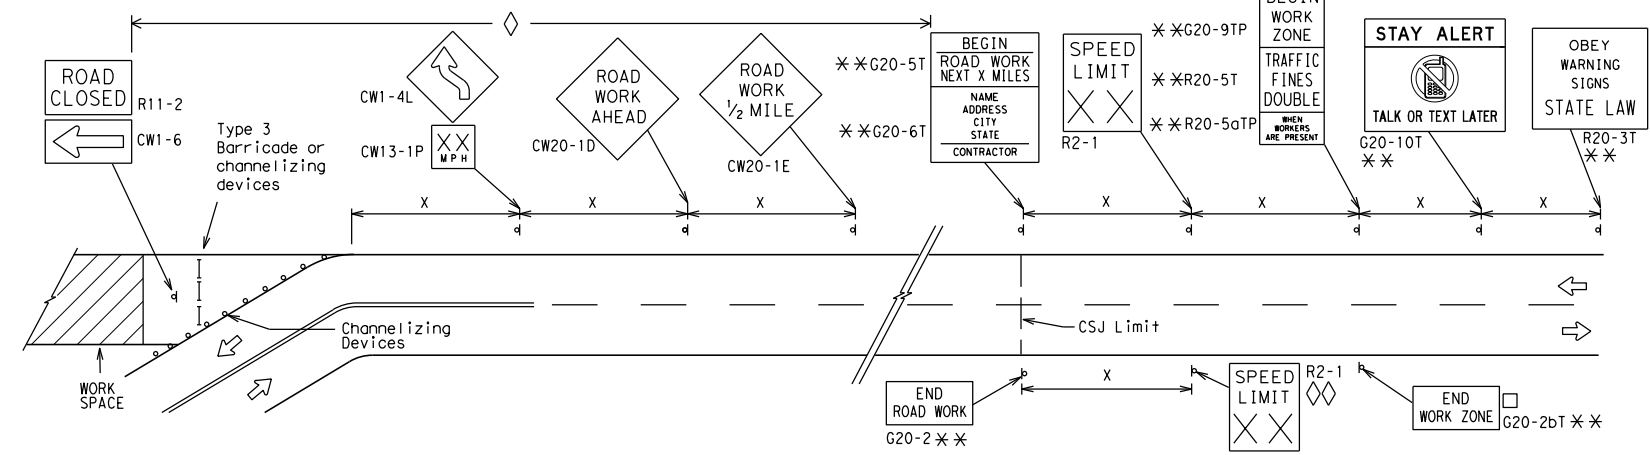 ROAD
CLOSED
R11-2
CW1-6
Type 3
Barricade or
channelizing
devices
CW1-4L
CW13-1P
XX
MPH
ROAD
WORK
AHEAD
CW20-1D
ROAD
WORK
1/2 MILE
CW20-1E
**G20-5T
BEGIN
ROAD WORK
NEXT X MILES
**G20-6T
NAME
ADDRESS
CITY
STATE
CONTRACTOR
SPEED
LIMIT
XX
R2-1
**G20-9TP
BEGIN
WORK
ZONE
**R20-5T
TRAFFIC
FINES
DOUBLE
**R20-5aTP
WHEN
WORKERS
ARE PRESENT
STAY ALERT
TALK OR TEXT LATER
G20-10T
**
OBEY
WARNING
SIGNS
STATE LAW
R20-3T
**
X
X
X
X
X
X
X
Channelizing
Devices
WORK
SPACE
CSJ Limit
END
ROAD WORK
G20-2**
X
SPEED
LIMIT
XX
R2-1
END
WORK ZONE
G20-2bT**